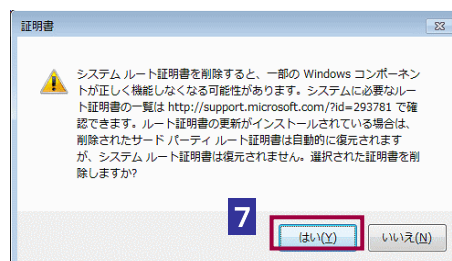 証明書
システム ルート証明書を削除すると、一部の Windows コンポーネン
トが正しく機能しなくなる可能性があります。システムに必要なルー
ト証明書の一覧は http://support.microsoft.com/?id=293781 で確
認できます。ルート証明書の更新がインストールされている場合は、
削除されたサード パーティ ルート証明書は自動的に復元されます
が、システム ルート証明書は復元されません。選択された証明書を削
除しますか?
7
はい(Y) いいえ(N)